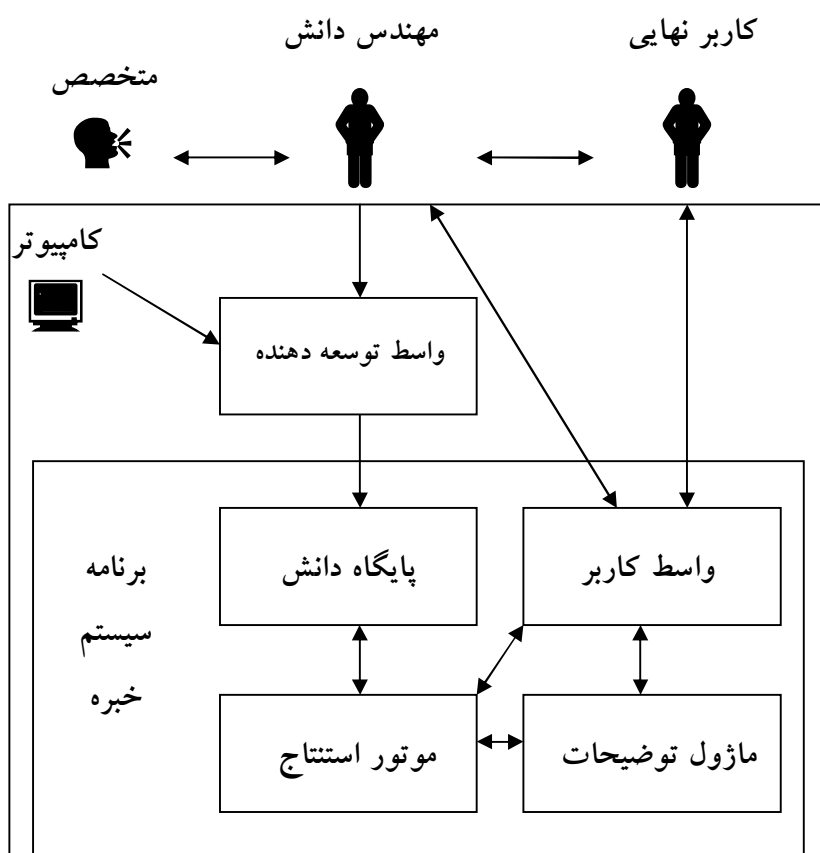 کاربر نهایی
مهندس دانش
متخصص
کامپیوتر
واسط توسعه دهنده
واسط کاربر
پایگاه دانش
برنامه
سیستم
خبره
ماژول توضیحات
موتور استنتاج